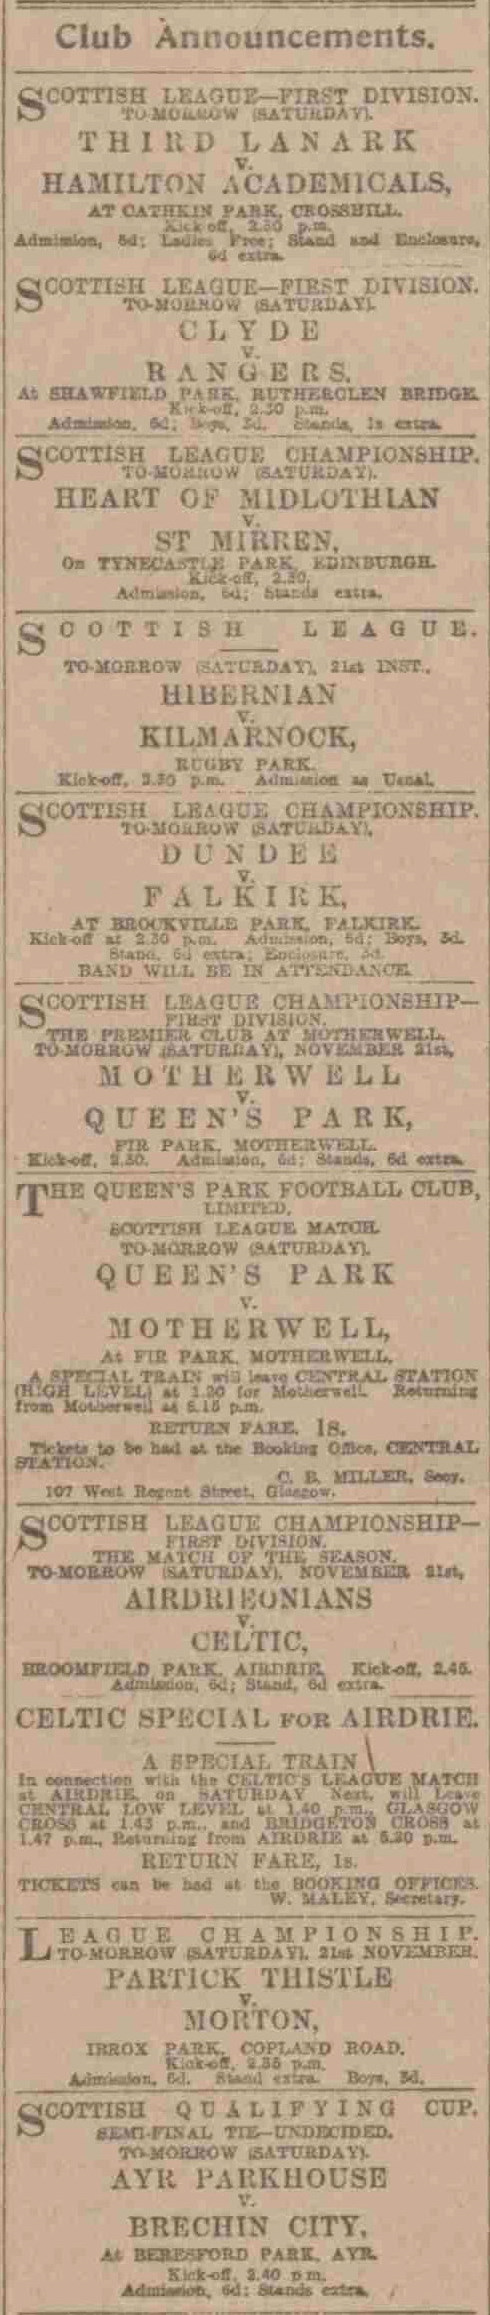 Club Announcements.
SCOTTISH LEAGUE—FIRST DIVISION.
TO-MORROW (SATURDAY).
THIRD LANARK
v.
HAMILTON ACADEMICALS,
AT CATHKIN PARK, CROSSHILL.
Kick-off, 2.30 p.m.
Admission, 6d; Ladies Free; Stand and Enclosure,
6d extra.
SCOTTISH LEAGUE—FIRST DIVISION.
TO-MORROW (SATURDAY).
CLYDE
v.
RANGERS.
At SHAWFIELD PARK, RUTHERGLEN BRIDGE.
Kick-off, 2.30 p.m.
Admission, 6d; Boys, 3d. Stands, 1s extra.
SCOTTISH LEAGUE CHAMPIONSHIP.
TO-MORROW (SATURDAY).
HEART OF MIDLOTHIAN
v.
ST MIRREN,
On TYNECASTLE PARK, EDINBURGH.
Kick-off, 2.30.
Admission, 6d; Stands extra.
SCOTTISH LEAGUE.
TO-MORROW (SATURDAY), 21st INST.,
HIBERNIAN
v.
KILMARNOCK,
RUGBY PARK.
Kick-off, 2.30 p.m. Admission as Usual.
SCOTTISH LEAGUE CHAMPIONSHIP.
TO-MORROW (SATURDAY),
DUNDEE
v.
FALKIRK,
AT BROCKVILLE PARK, FALKIRK.
Kick-off at 2.30 p.m. Admission, 6d; Boys, 3d.
Stand, 6d extra; Enclosure, 3d.
BAND WILL BE IN ATTENDANCE.
SCOTTISH LEAGUE CHAMPIONSHIP—
FIRST DIVISION.
THE PREMIER CLUB AT MOTHERWELL.
TO-MORROW (SATURDAY), NOVEMBER 21st,
MOTHERWELL
v.
QUEEN'S PARK,
FIR PARK, MOTHERWELL.
Kick-off, 2.30. Admission, 6d; Stands, 6d extra.
THE QUEEN'S PARK FOOTBALL CLUB,
LIMITED.
SCOTTISH LEAGUE MATCH.
TO-MORROW (SATURDAY).
QUEEN'S PARK
v.
MOTHERWELL,
At FIR PARK, MOTHERWELL.
A SPECIAL TRAIN will leave CENTRAL STATION
(HIGH LEVEL) at 1.20 for Motherwell. Returning
from Motherwell at 5.15 p.m.
RETURN FARE, 1s.
Tickets to be had at the Booking Office, CENTRAL
STATION.
C. B. MILLER, Secy.
107 West Regent Street, Glasgow.
SCOTTISH LEAGUE CHAMPIONSHIP—
FIRST DIVISION.
THE MATCH OF THE SEASON.
TO-MORROW (SATURDAY), NOVEMBER 21st,
AIRDRIEONIANS
v.
CELTIC,
BROOMFIELD PARK, AIRDRIE. Kick-off, 2.45.
Admission, 6d; Stand, 6d extra.
CELTIC SPECIAL FOR AIRDRIE.
A SPECIAL TRAIN
In connection with the CELTIC'S LEAGUE MATCH
at AIRDRIE, on SATURDAY Next, will Leave
CENTRAL LOW LEVEL at 1.40 p.m., GLASGOW
CROSS at 1.43 p.m., and BRIDGETON CROSS at
1.47 p.m., Returning from AIRDRIE at 5.20 p.m.
RETURN FARE, 1s.
TICKETS can be had at the BOOKING OFFICES.
W. MALEY, Secretary.
LEAGUE CHAMPIONSHIP.
TO-MORROW (SATURDAY), 21st NOVEMBER.
PARTICK THISTLE
v.
MORTON,
IBROX PARK, COPLAND ROAD.
Kick-off, 2.35 p.m.
Admission, 6d. Stand extra. Boys, 3d.
SCOTTISH QUALIFYING CUP.
SEMI-FINAL TIE—UNDECIDED.
TO-MORROW (SATURDAY).
AYR PARKHOUSE
v.
BRECHIN CITY,
At BERESFORD PARK, AYR.
Kick-off, 2.40 p.m.
Admission, 6d; Stands extra.